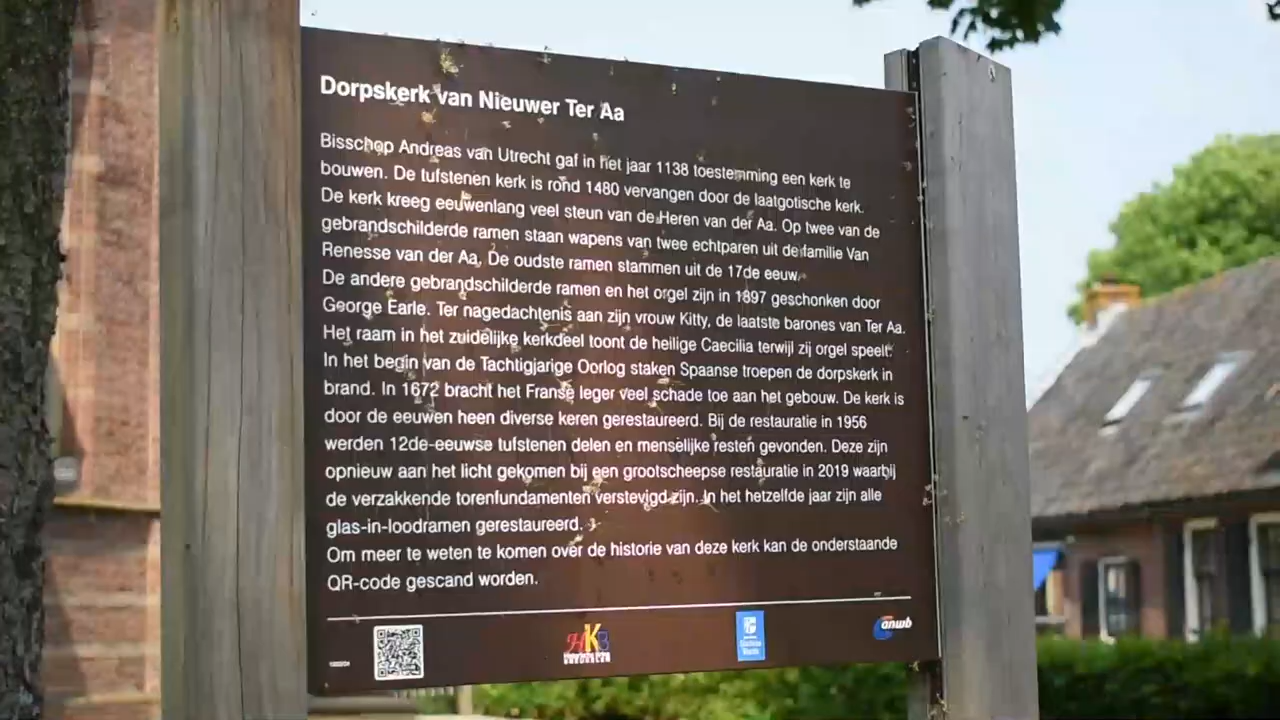 Dorpskerk van Nieuwer Ter Aa
Bisschop Andreas van Utrecht gaf in het jaar 1138 toestemming een kerk te
bouwen. De tufstenen kerk is rond 1480 vervangen door de laatgotische kerk.
De kerk kreeg eeuwenlang veel steun van de Heren van der Aa. Op twee van de
gebrandschilderde ramen staan wapens van twee echtparen uit de familie Van
Renesse van der Aa. De oudste ramen stammen uit de 17de eeuw.
De andere gebrandschilderde ramen en het orgel zijn in 1897 geschonken door
George Earle. Ter nagedachtenis aan zijn vrouw Kitty, de laatste barones van Ter Aa.
Het raam in het zuidelijke kerkdeel toont de heilige Caecilia terwijl zij orgel speelt.
In het begin van de Tachtigjarige Oorlog staken Spaanse troepen de dorpskerk in
brand. In 1672 bracht het Franse leger veel schade toe aan het gebouw. De kerk is
door de eeuwen heen diverse keren gerestaureerd. Bij de restauratie in 1956
werden 12de-eeuwse tufstenen delen en menselijke resten gevonden. Deze zijn
opnieuw aan het licht gekomen bij een grootscheepse restauratie in 2019 waarbij
de verzakkende torenfundamenten verstevigd zijn. In het hetzelfde jaar zijn alle
glas-in-loodramen gerestaureerd.
Om meer te weten te komen over de historie van deze kerk kan de onderstaande
QR-code gescand worden.
HKB
anwb